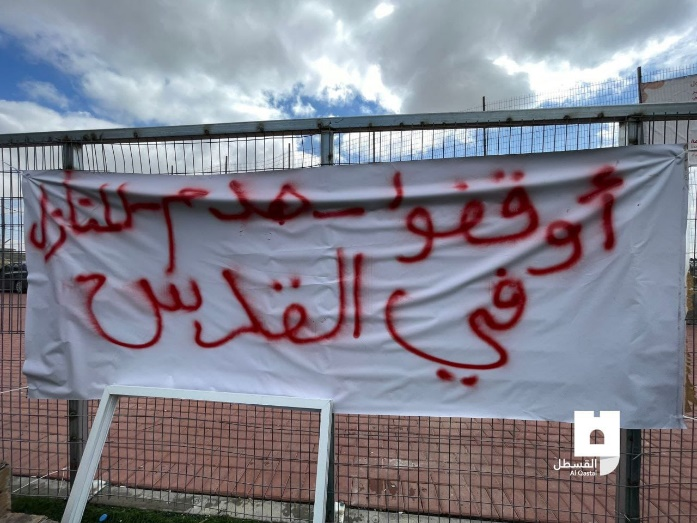 أوقفوا هدم المنازل
في القدس
القسطل
Al Qastal